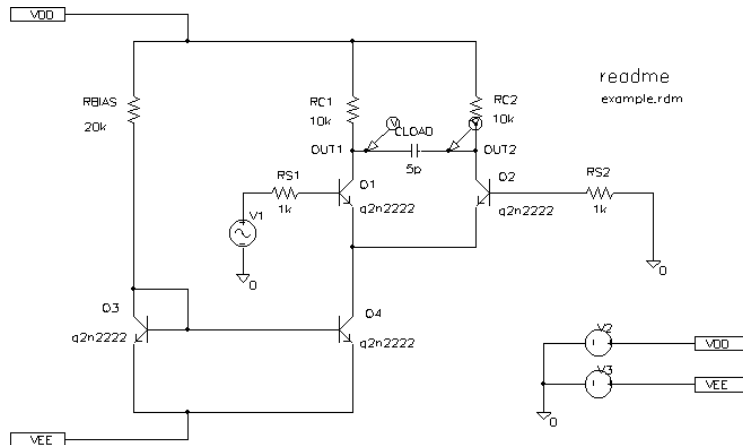 VDD
RBIAS
20k
RC1
10k
RC2
10k
readme
example.rdm
CLOAD
OUT1
OUT2
5p
RS1
1k
Q1
q2n2222
Q2
q2n2222
RS2
1k
V1
0
0
Q3
q2n2222
Q4
q2n2222
V2
VDD
V3
VEE
0
VEE